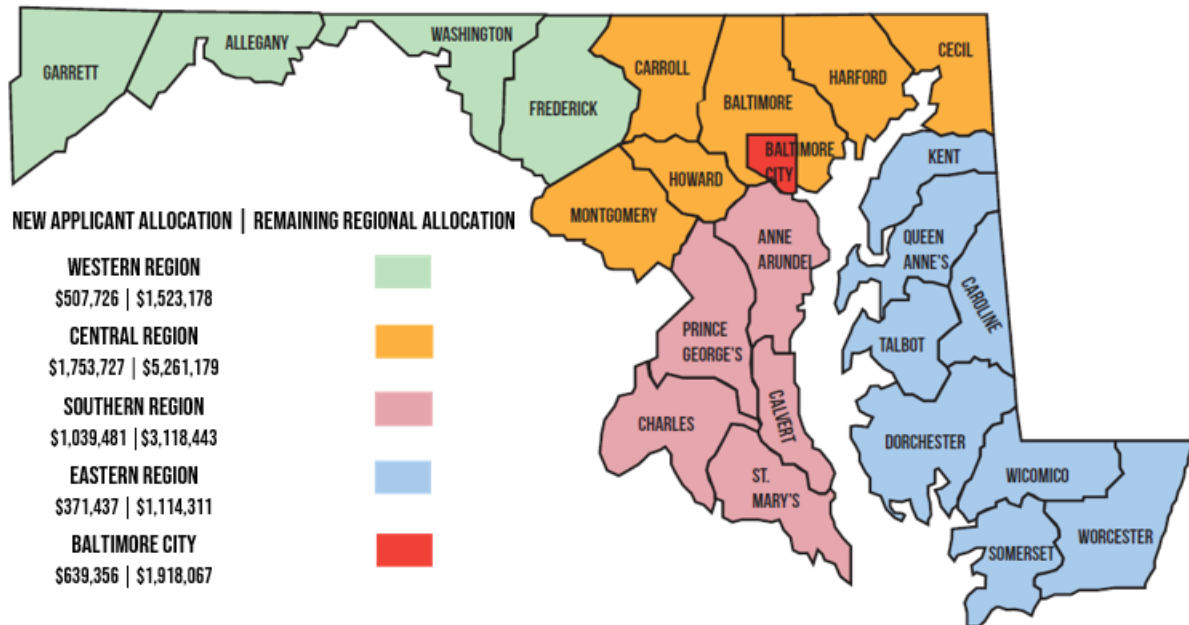 GARRETT
ALLEGANY
WASHINGTON
FREDERICK
CARROLL
BALTIMORE
HARFORD
CECIL
BALTIMORE
CITY
HOWARD
MONTGOMERY
KENT
QUEEN
ANNE'S
CAROLINE
TALBOT
ANNE
ARUNDEL
PRINCE
GEORGE'S
CALVERT
CHARLES
ST.
MARY'S
DORCHESTER
WICOMICO
SOMERSET
WORCESTER
NEW APPLICANT ALLOCATION | REMAINING REGIONAL ALLOCATION
WESTERN REGION
$507,726 | $1,523,178
CENTRAL REGION
$1,753,727 | $5,261,179
SOUTHERN REGION
$1,039,481 |$3,118,443
EASTERN REGION
$371,437 | $1,114,311
BALTIMORE CITY
$639,356 | $1,918,067